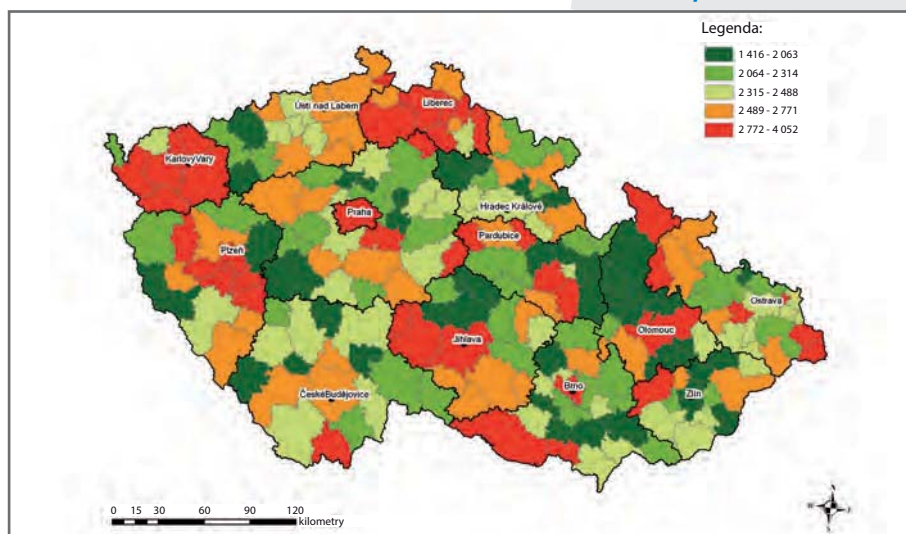 Legenda:
1 416 - 2 063
2 064 - 2 314
2 315 - 2 488
2 489 - 2 771
2 772 - 4 052
Ústí nad Labem
Liberec
Karlovy Vary
Praha
Hradec Králové
Pardubice
Plzeň
Ostrava
Olomouc
Jihlava
Brno
Zlín
České Budějovice
0 15 30 60 90 120
kilometry